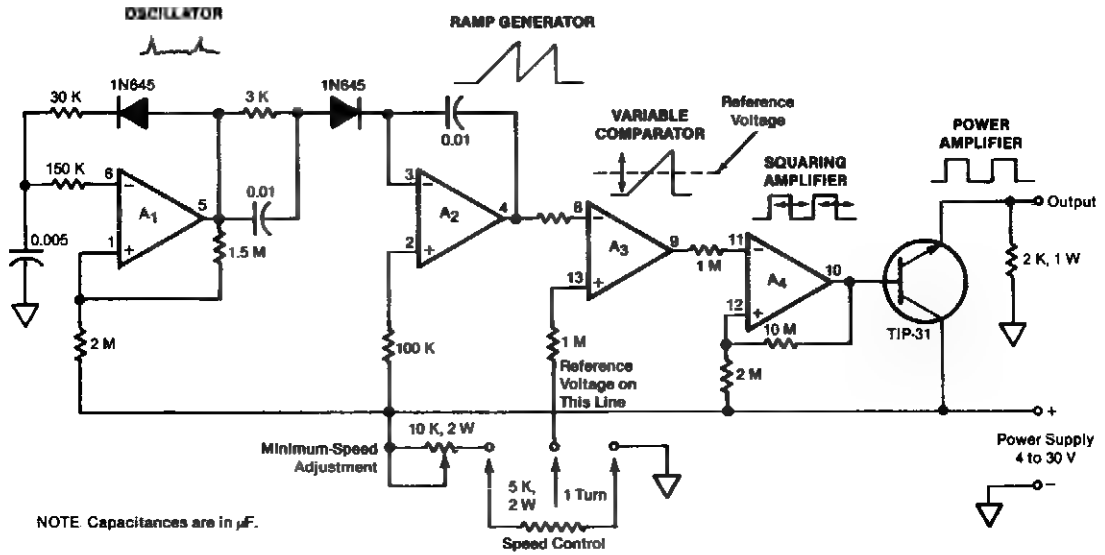 OSCILLATOR
RAMP GENERATOR
1N645
1N645
30 K
3 K
0.01
VARIABLE
COMPARATOR
Reference
Voltage
POWER
AMPLIFIER
SQUARING
AMPLIFIER
150 K
6
−
A1
5
0.01
1
+
1.5 M
0.005
3
−
A2
4
2
+
8
−
A3
9
13
+
1 M
11
−
A4
10
12
+
10 M
TIP-31
Output
2 K, 1 W
2 M
100 K
1 M
Reference
Voltage on
This Line
2 M
+
Power Supply
4 to 30 V
−
10 K, 2 W
Minimum-Speed
Adjustment
5 K,
2 W
1 Turn
Speed Control
NOTE: Capacitances are in µF.